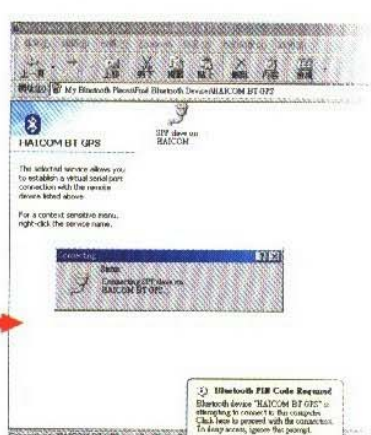 上一頁
My Bluetooth Places\Find Bluetooth Devices\HAICOM BT GPS
SPP slave on
HAICOM
HAICOM BT GPS
The selected service allows you
to establish a virtual serial port
connection with the remote
device listed above
For a context sensitive menu,
right-click the service name.
Connecting
Status:
Connecting SPP slave on
HAICOM BT GPS
Bluetooth PIN Code Required
Bluetooth device "HAICOM BT GPS" is
attempting to connect to this computer.
Click here to proceed with the connection.
To deny access, ignore this prompt.